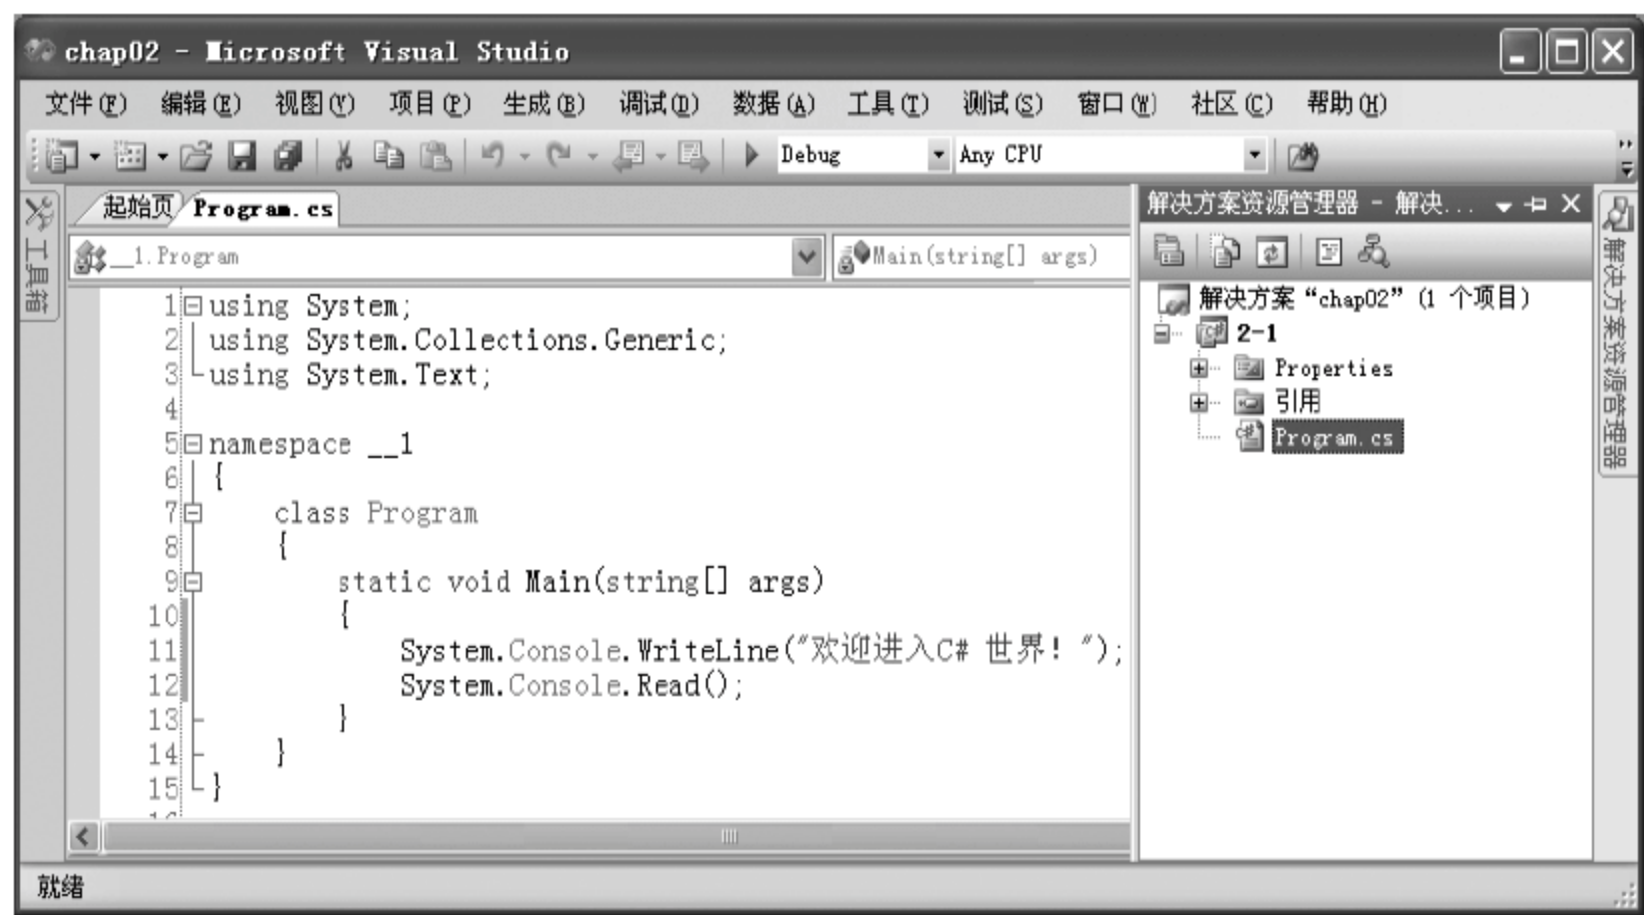 chap02 - Microsoft Visual Studio
文件(F) 编辑(E) 视图(V) 项目(P) 生成(B) 调试(D) 数据(A) 工具(T) 测试(S) 窗口(W) 社区(C) 帮助(H)
Debug Any CPU
工具箱
起始页 Program.cs
__1.Program Main(string[] args)
1 using System;
2 using System.Collections.Generic;
3 using System.Text;
4
5 namespace __1
6 {
7 class Program
8 {
9 static void Main(string[] args)
10 {
11 System.Console.WriteLine("欢迎进入C# 世界! ");
12 System.Console.Read();
13 }
14 }
15 }
解决方案资源管理器 - 解决...
解决方案 “chap02” (1 个项目)
2-1
Properties
引用
Program.cs
解决方案资源管理器
就绪